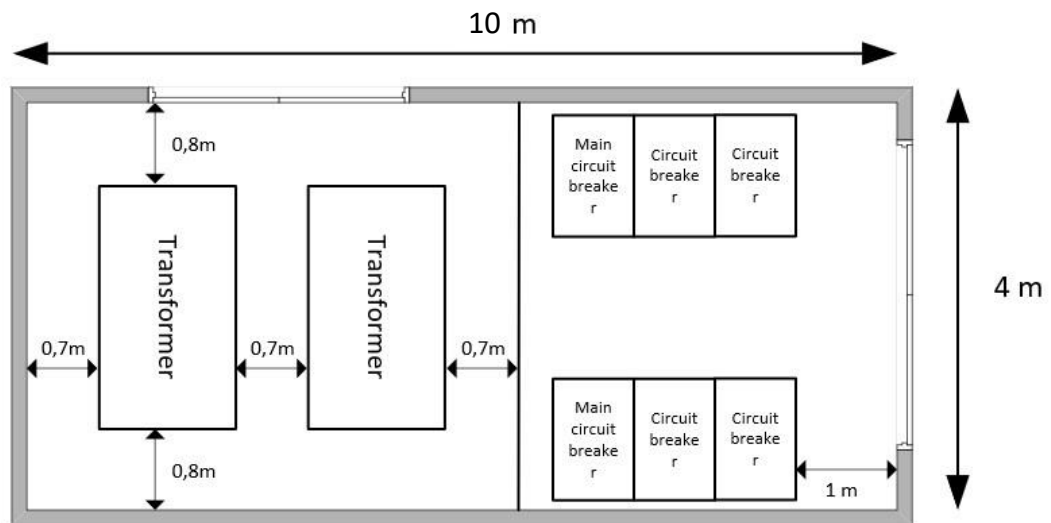 10 m
0,8m
Main
circuit
breake
r
Circuit
breake
r
Circuit
breake
r
Transformer
Transformer
4 m
0,7m
0,7m
0,7m
Main
circuit
breake
r
Circuit
breake
r
Circuit
breake
r
0,8m
1 m